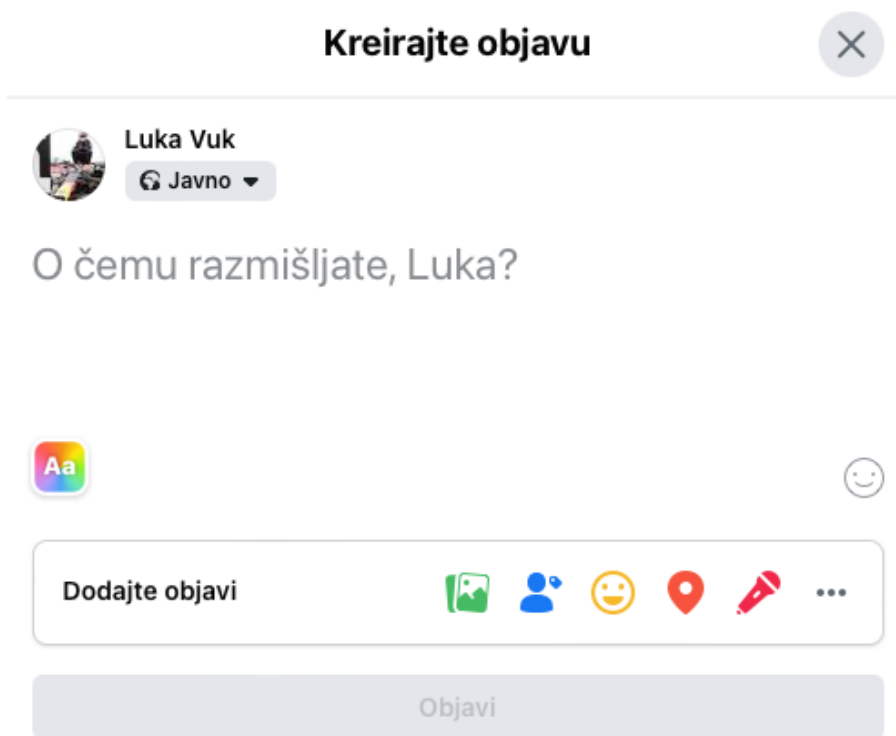 Kreirajte objavu
Luka Vuk
Javno
O čemu razmišljate, Luka?
Aa
Dodajte objavi
Objavi